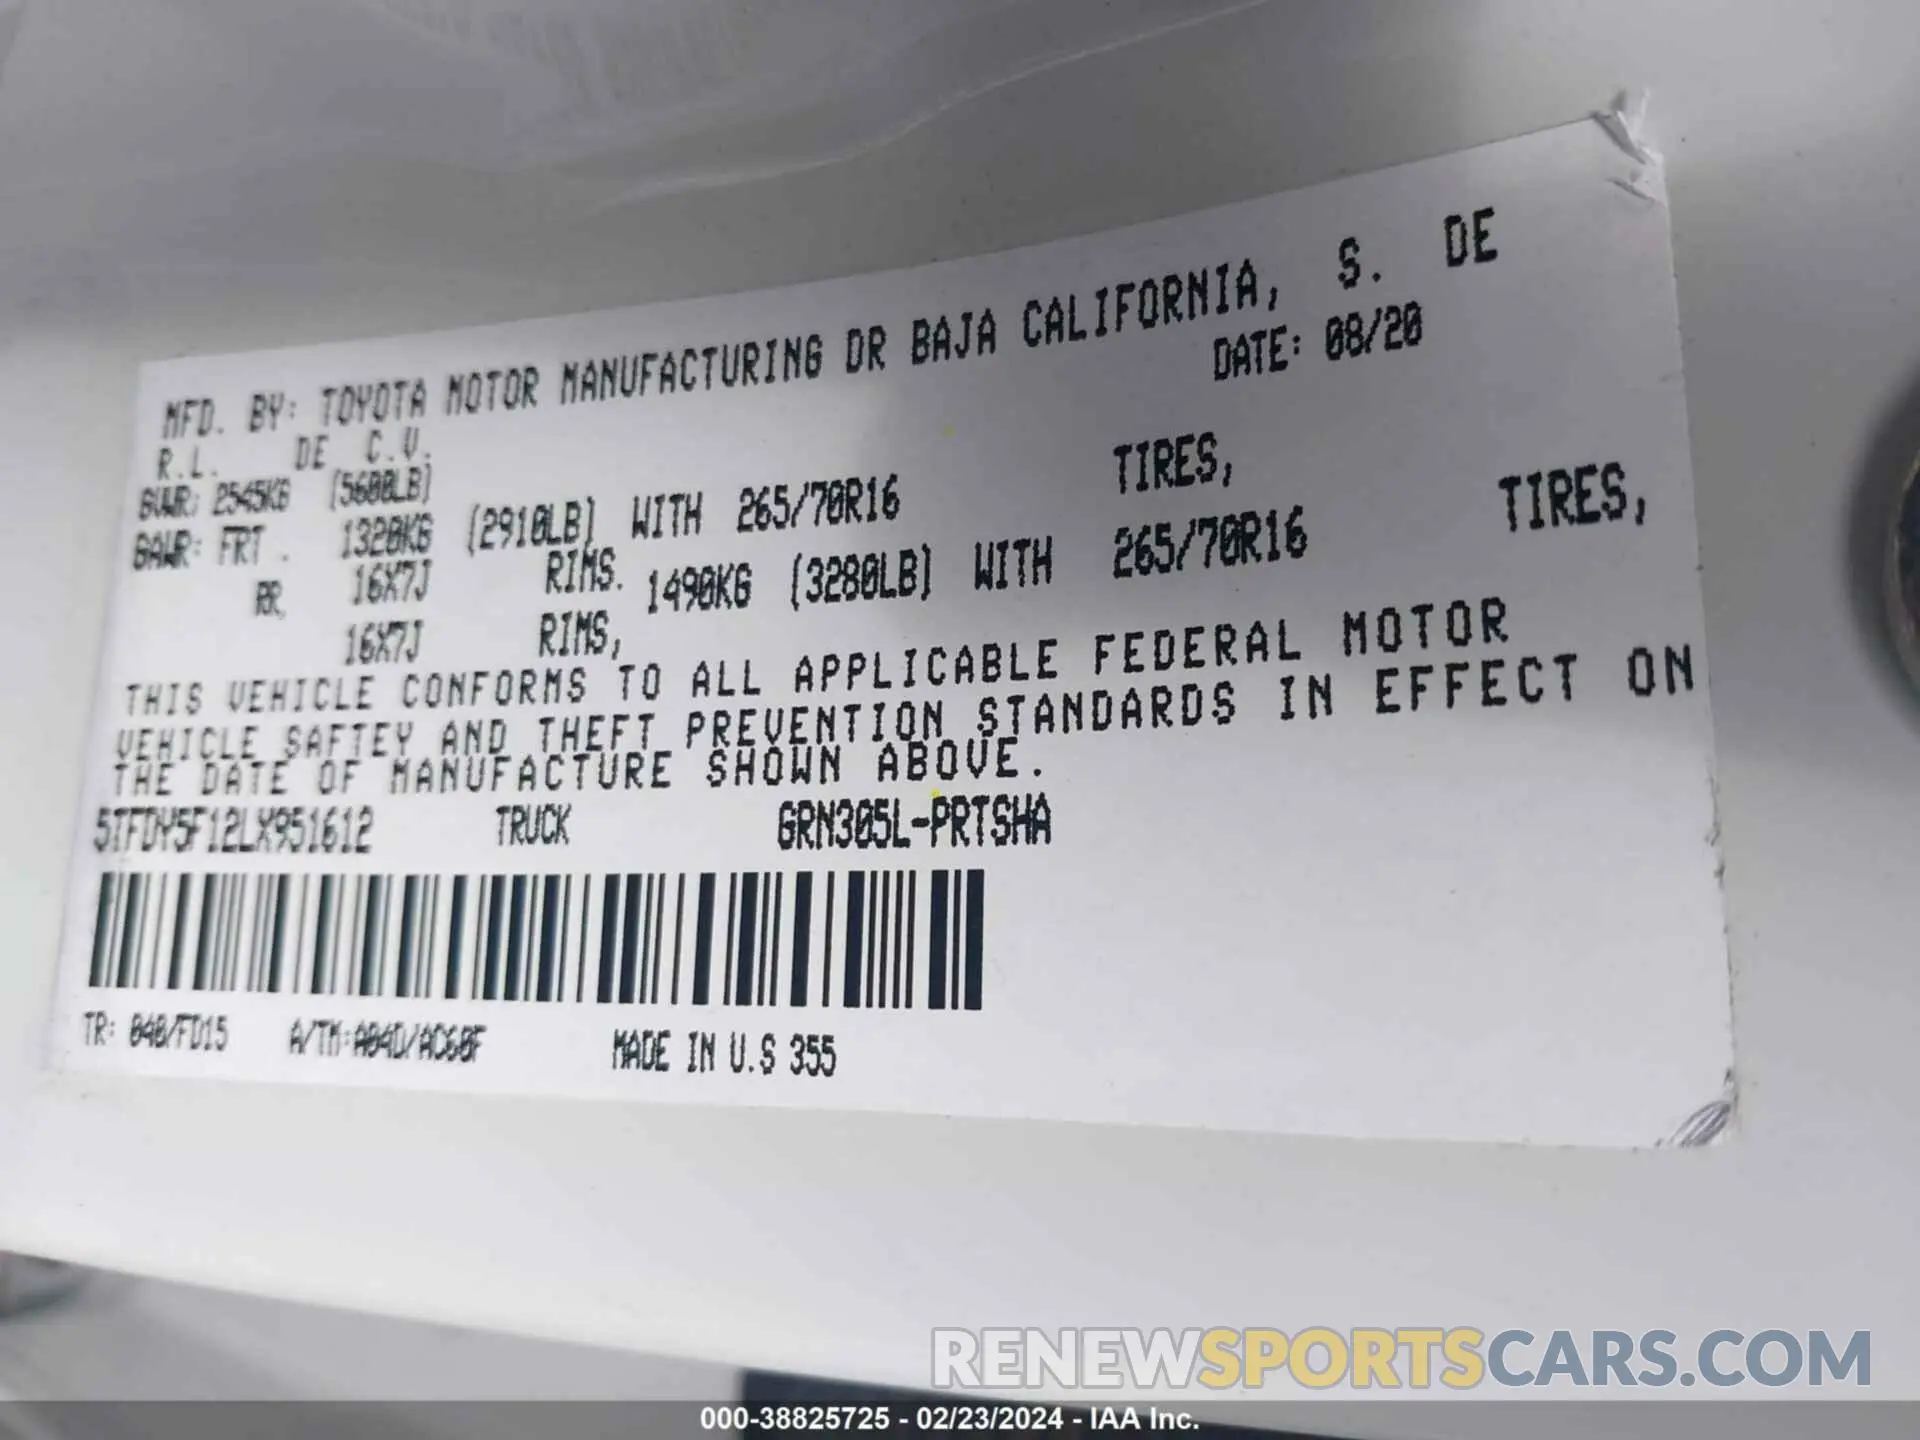 MFD. BY: TOYOTA MOTOR MANUFACTURING DR BAJA CALIFORNIA, S. DE
R.L. DE C.V. DATE: 08/20
GVWR: 2545KG (5600LB)
GAWR: FRT. 1320KG (2910LB) WITH 265/70R16 TIRES,
16X7J RIMS.
RR, 1490KG (3280LB) WITH 265/70R16 TIRES,
16X7J RIMS,
THIS VEHICLE CONFORMS TO ALL APPLICABLE FEDERAL MOTOR
VEHICLE SAFTEY AND THEFT PREVENTION STANDARDS IN EFFECT ON
THE DATE OF MANUFACTURE SHOWN ABOVE.
5TFDY5F12LX951612 TRUCK GRN305L-PRTSHA
TR: 040/FD15 A/TM:A04D/AC60F MADE IN U.S 355
RENEWSPORTSCARS.COM
000-38825725 - 02/23/2024 - IAA Inc.